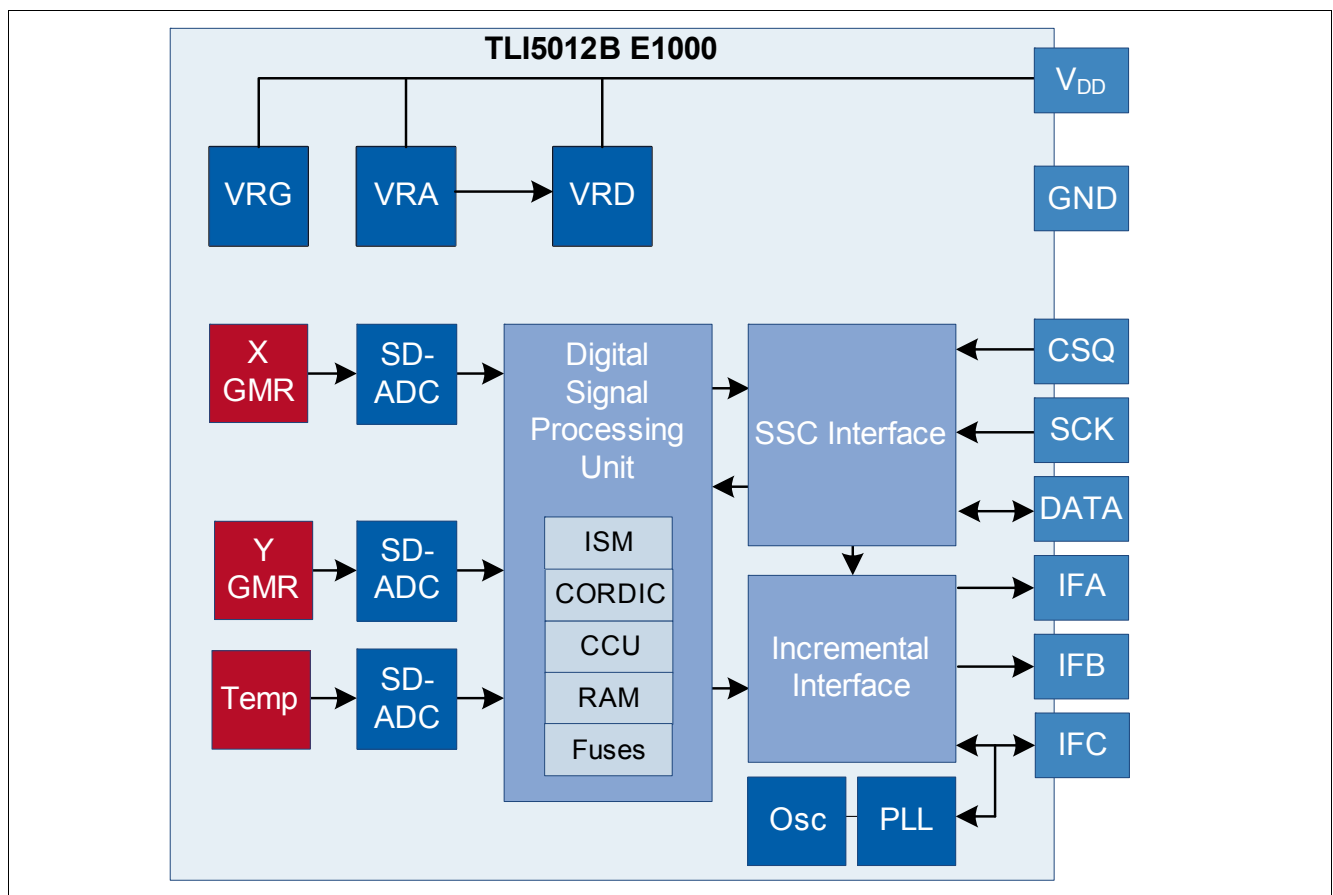 TLI5012B E1000
VDD
VRG
VRA
VRD
GND
X
GMR
SD-
ADC
Digital
Signal
Processing
Unit
SSC Interface
CSQ
SCK
DATA
Y
GMR
SD-
ADC
ISM
CORDIC
CCU
RAM
Fuses
Temp
SD-
ADC
Incremental
Interface
IFA
IFB
IFC
Osc
PLL